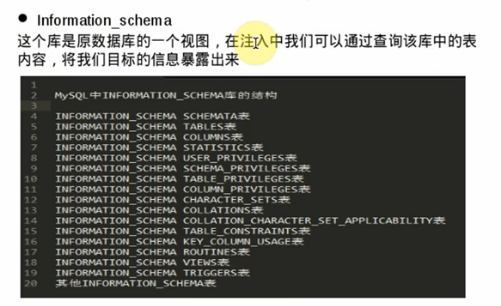 ● Information_schema
这个库是原数据库的一个视图，在注入中我们可以通过查询该库中的表
内容，将我们目标的信息暴露出来
1
2 MySQL中INFORMATION_SCHEMA库的结构
3
4 INFORMATION_SCHEMA SCHEMATA表
5 INFORMATION_SCHEMA TABLES表
6 INFORMATION_SCHEMA COLUMNS表
7 INFORMATION_SCHEMA STATISTICS表
8 INFORMATION_SCHEMA USER_PRIVILEGES表
9 INFORMATION_SCHEMA SCHEMA_PRIVILEGES表
10 INFORMATION_SCHEMA TABLE_PRIVILEGES表
11 INFORMATION_SCHEMA COLUMN_PRIVILEGES表
12 INFORMATION_SCHEMA CHARACTER_SETS表
13 INFORMATION_SCHEMA COLLATIONS表
14 INFORMATION_SCHEMA COLLATION_CHARACTER_SET_APPLICABILITY表
15 INFORMATION_SCHEMA TABLE_CONSTRAINTS表
16 INFORMATION_SCHEMA KEY_COLUMN_USAGE表
17 INFORMATION_SCHEMA ROUTINES表
18 INFORMATION_SCHEMA VIEWS表
19 INFORMATION_SCHEMA TRIGGERS表
20 其他INFORMATION_SCHEMA表